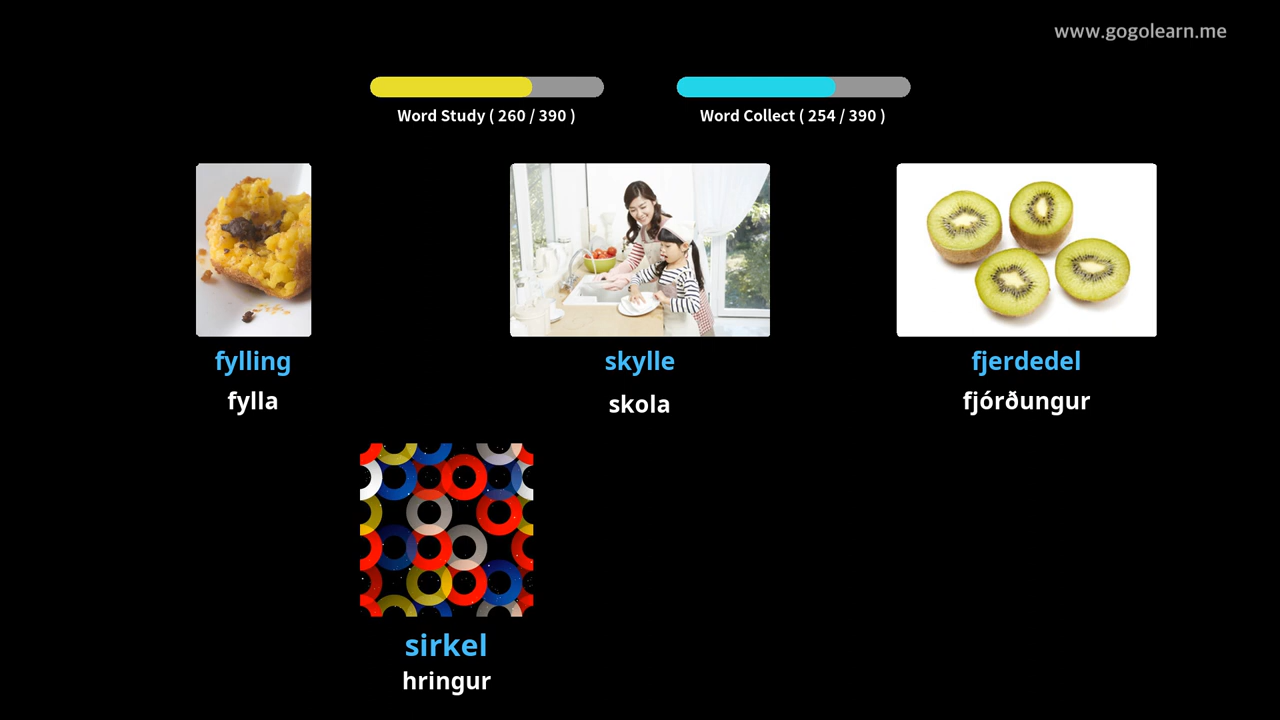 www.gogolearn.me
Word Study ( 260 / 390 )
Word Collect ( 254 / 390 )
fylling
fylla
skylle
skola
fjerdedel
fjórðungur
sirkel
hringur